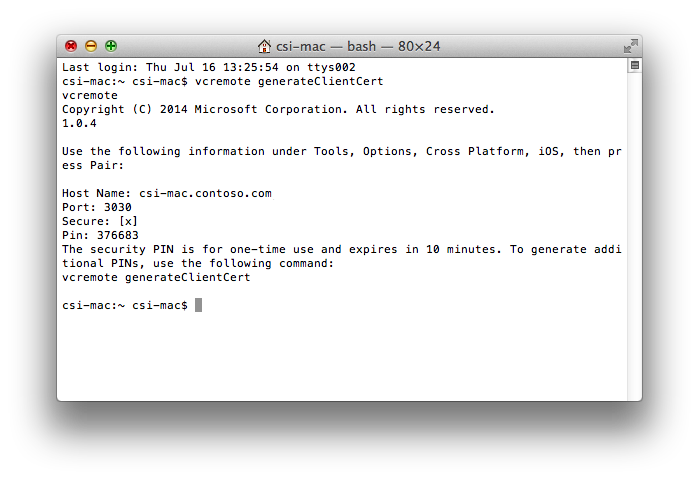 csi-mac — bash — 80×24
Last login: Thu Jul 16 13:25:54 on ttys002
csi-mac:~ csi-mac$ vcremote generateClientCert
vcremote
Copyright (C) 2014 Microsoft Corporation. All rights reserved.
1.0.4
Use the following information under Tools, Options, Cross Platform, iOS, then pr
ess Pair:
Host Name: csi-mac.contoso.com
Port: 3030
Secure: [x]
Pin: 376683
The security PIN is for one-time use and expires in 10 minutes. To generate addi
tional PINs, use the following command:
vcremote generateClientCert
csi-mac:~ csi-mac$